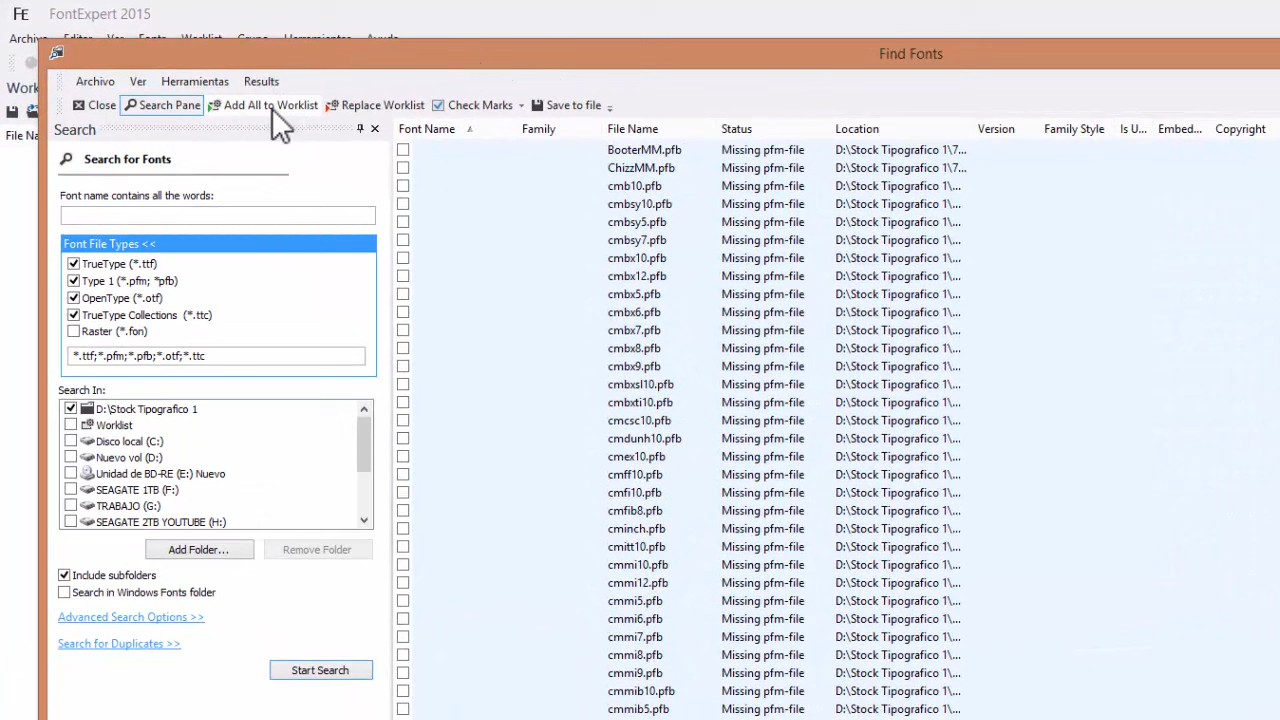 FE FontExpert 2015
Archivo Editar Ver Fonts Worklist Grupo Herramientas Ayuda
Find Fonts
Archivo Ver Herramientas Results
Close Search Pane Add All to Worklist Replace Worklist Check Marks Save to file
Search
Search for Fonts
Font name contains all the words:
Font File Types <<
TrueType (*.ttf)
Type 1 (*.pfm; *pfb)
OpenType (*.otf)
TrueType Collections (*.ttc)
Raster (*.fon)
*.ttf;*.pfm;*.pfb;*.otf;*.ttc
Search In:
D:\Stock Tipografico 1
Worklist
Disco local (C:)
Nuevo vol (D:)
Unidad de BD-RE (E:) Nuevo
SEAGATE 1TB (F:)
TRABAJO (G:)
SEAGATE 2TB YOUTUBE (H:)
Add Folder... Remove Folder
Include subfolders
Search in Windows Fonts folder
Advanced Search Options >>
Search for Duplicates >>
Start Search
Font Name Family File Name Status Location Version Family Style Is U... Embed... Copyright
BooterMM.pfb Missing pfm-file D:\Stock Tipografico 1\7...
ChizzMM.pfb Missing pfm-file D:\Stock Tipografico 1\7...
cmb10.pfb Missing pfm-file D:\Stock Tipografico 1\...
cmbsy10.pfb Missing pfm-file D:\Stock Tipografico 1\...
cmbsy5.pfb Missing pfm-file D:\Stock Tipografico 1\...
cmbsy7.pfb Missing pfm-file D:\Stock Tipografico 1\...
cmbx10.pfb Missing pfm-file D:\Stock Tipografico 1\...
cmbx12.pfb Missing pfm-file D:\Stock Tipografico 1\...
cmbx5.pfb Missing pfm-file D:\Stock Tipografico 1\...
cmbx6.pfb Missing pfm-file D:\Stock Tipografico 1\...
cmbx7.pfb Missing pfm-file D:\Stock Tipografico 1\...
cmbx8.pfb Missing pfm-file D:\Stock Tipografico 1\...
cmbx9.pfb Missing pfm-file D:\Stock Tipografico 1\...
cmbxsl10.pfb Missing pfm-file D:\Stock Tipografico 1\...
cmbxti10.pfb Missing pfm-file D:\Stock Tipografico 1\...
cmcsc10.pfb Missing pfm-file D:\Stock Tipografico 1\...
cmdunh10.pfb Missing pfm-file D:\Stock Tipografico 1\...
cmex10.pfb Missing pfm-file D:\Stock Tipografico 1\...
cmff10.pfb Missing pfm-file D:\Stock Tipografico 1\...
cmfi10.pfb Missing pfm-file D:\Stock Tipografico 1\...
cmfib8.pfb Missing pfm-file D:\Stock Tipografico 1\...
cminch.pfb Missing pfm-file D:\Stock Tipografico 1\...
cmitt10.pfb Missing pfm-file D:\Stock Tipografico 1\...
cmmi10.pfb Missing pfm-file D:\Stock Tipografico 1\...
cmmi12.pfb Missing pfm-file D:\Stock Tipografico 1\...
cmmi5.pfb Missing pfm-file D:\Stock Tipografico 1\...
cmmi6.pfb Missing pfm-file D:\Stock Tipografico 1\...
cmmi7.pfb Missing pfm-file D:\Stock Tipografico 1\...
cmmi8.pfb Missing pfm-file D:\Stock Tipografico 1\...
cmmi9.pfb Missing pfm-file D:\Stock Tipografico 1\...
cmmib10.pfb Missing pfm-file D:\Stock Tipografico 1\...
cmmib5.pfb Missing pfm-file D:\Stock Tipografico 1\...